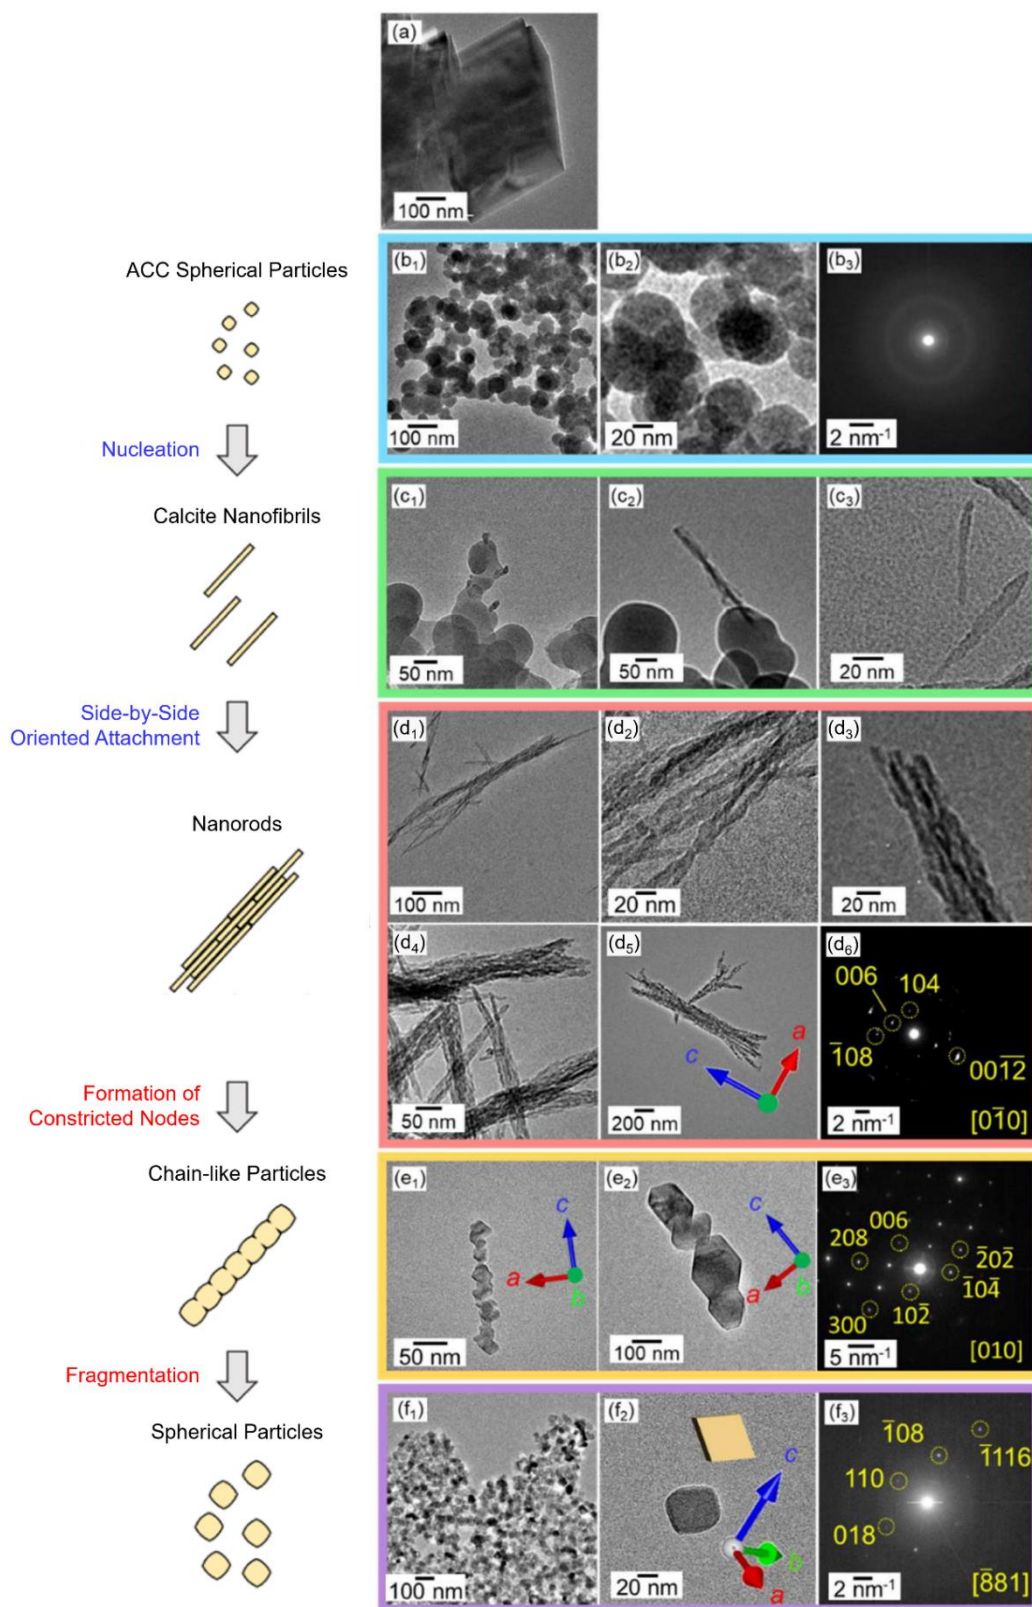 (a)
100 nm
ACC Spherical Particles
(b₁)
100 nm
(b₂)
20 nm
(b₃)
2 nm⁻¹
Nucleation
Calcite Nanofibrils
(c₁)
50 nm
(c₂)
50 nm
(c₃)
20 nm
Side-by-Side
Oriented Attachment
Nanorods
(d₁)
100 nm
(d₂)
20 nm
(d₃)
20 nm
(d₄)
50 nm
(d₅)
c
a
200 nm
(d₆)
006
104
1̅08
001̅2̅
2 nm⁻¹
[01̅0]
Formation of
Constricted Nodes
Chain-like Particles
(e₁)
c
a
b
50 nm
(e₂)
c
a
b
100 nm
(e₃)
006
208
2̅02̅
1̅04̅
102̅
300
5 nm⁻¹
[010]
Fragmentation
Spherical Particles
(f₁)
100 nm
(f₂)
c
b
a
20 nm
(f₃)
1̅08
1̅116
110
018
2 nm⁻¹
[8̅81]